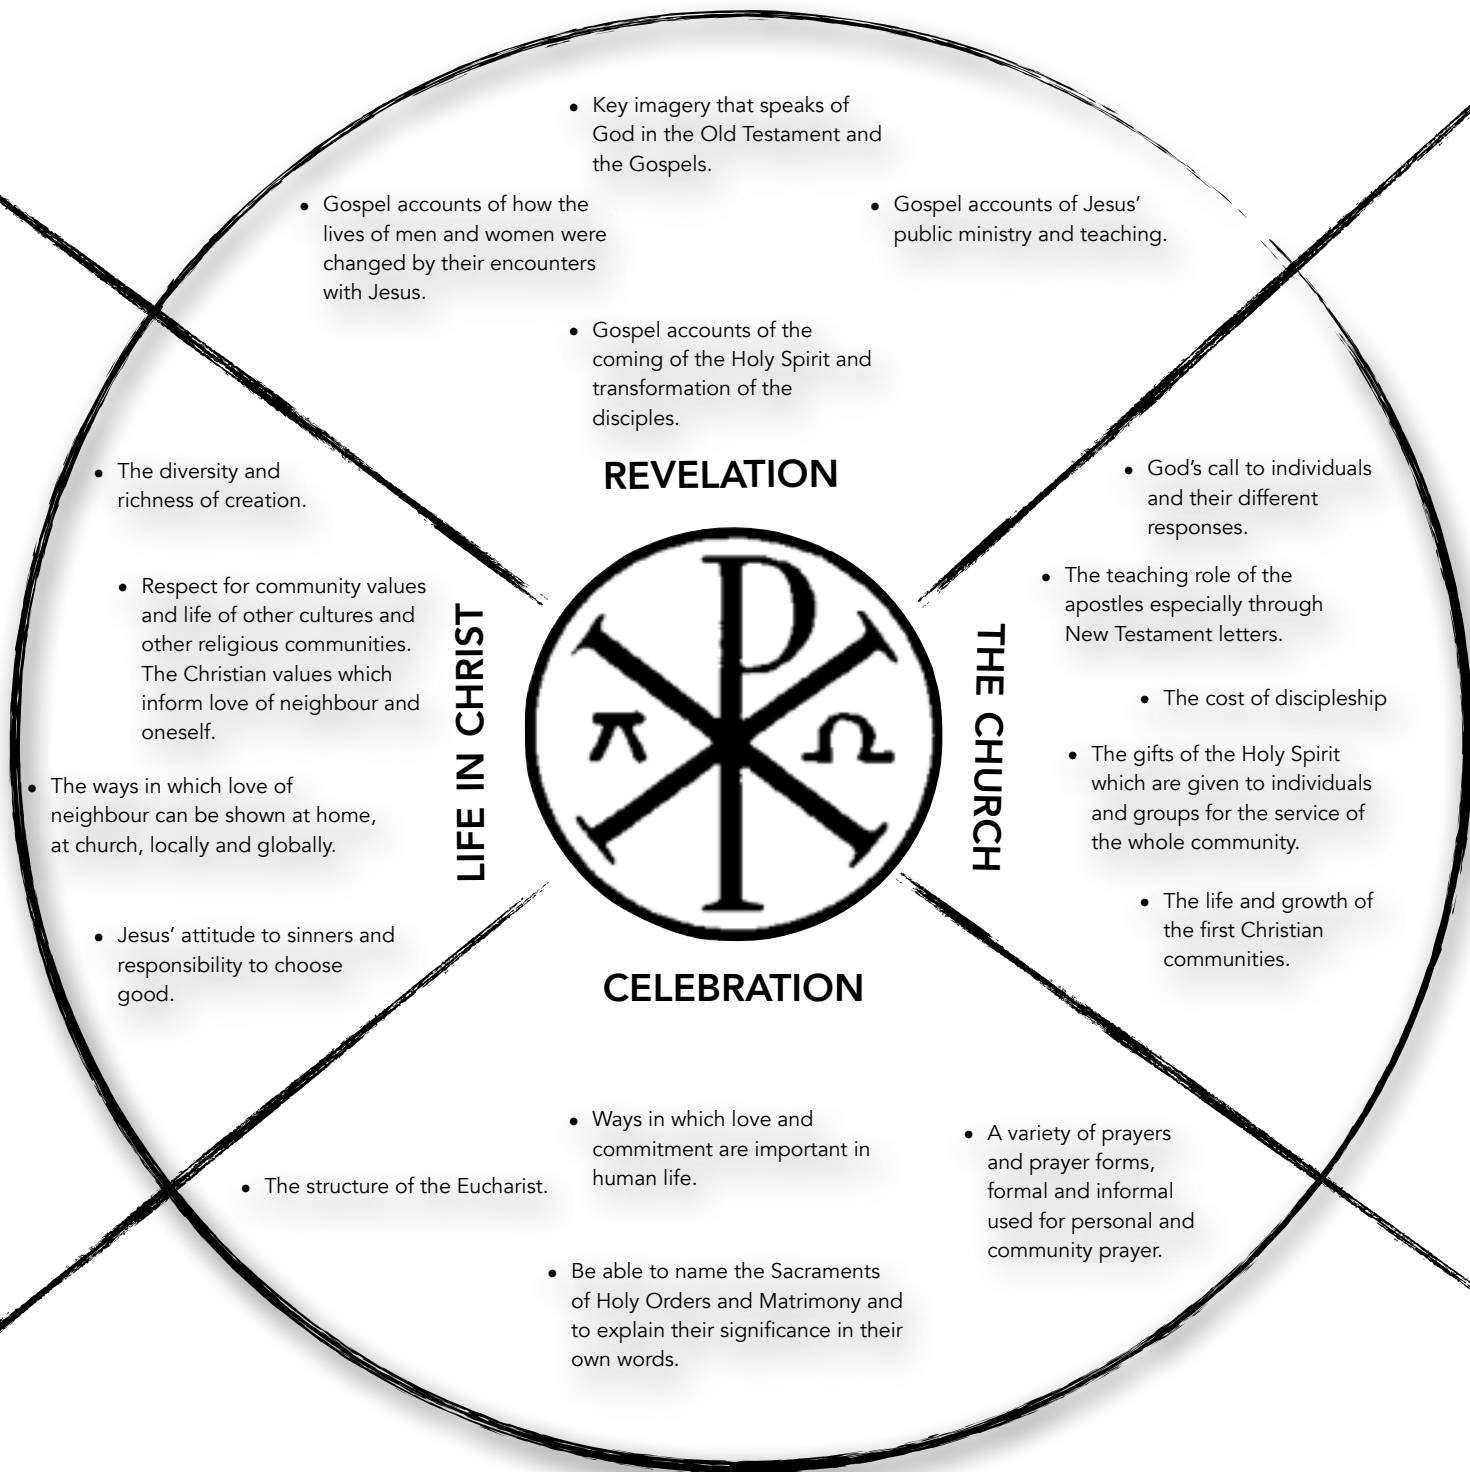 • Key imagery that speaks of
God in the Old Testament and
the Gospels.
• Gospel accounts of how the
lives of men and women were
changed by their encounters
with Jesus.
• Gospel accounts of Jesus’
public ministry and teaching.
• Gospel accounts of the
coming of the Holy Spirit and
transformation of the
disciples.
REVELATION
• The diversity and
richness of creation.
• Respect for community values
and life of other cultures and
other religious communities.
The Christian values which
inform love of neighbour and
oneself.
• The ways in which love of
neighbour can be shown at home,
at church, locally and globally.
• Jesus’ attitude to sinners and
responsibility to choose
good.
LIFE IN CHRIST
π Ω
THE CHURCH
• God’s call to individuals
and their different
responses.
• The teaching role of the
apostles especially through
New Testament letters.
• The cost of discipleship
• The gifts of the Holy Spirit
which are given to individuals
and groups for the service of
the whole community.
• The life and growth of
the first Christian
communities.
CELEBRATION
• Ways in which love and
commitment are important in
human life.
• A variety of prayers
and prayer forms,
formal and informal
used for personal and
community prayer.
• The structure of the Eucharist.
• Be able to name the Sacraments
of Holy Orders and Matrimony and
to explain their significance in their
own words.